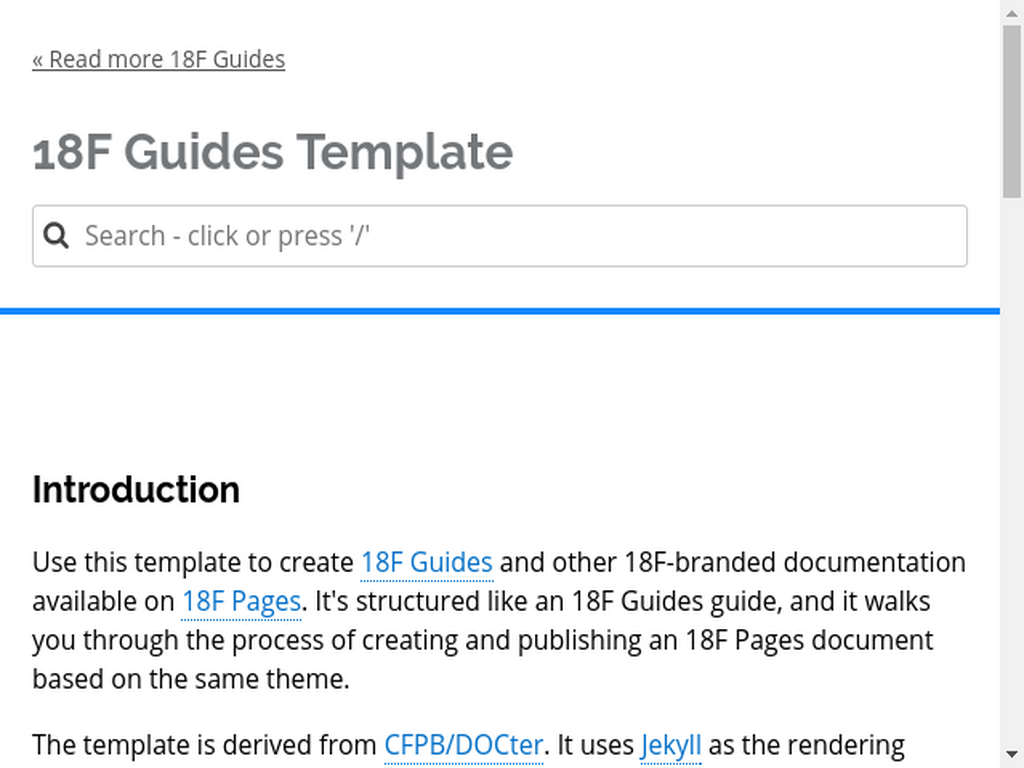 « Read more 18F Guides
18F Guides Template
Search - click or press '/'
Introduction
Use this template to create 18F Guides and other 18F-branded documentation
available on 18F Pages. It's structured like an 18F Guides guide, and it walks
you through the process of creating and publishing an 18F Pages document
based on the same theme.
The template is derived from CFPB/DOCter. It uses Jekyll as the rendering